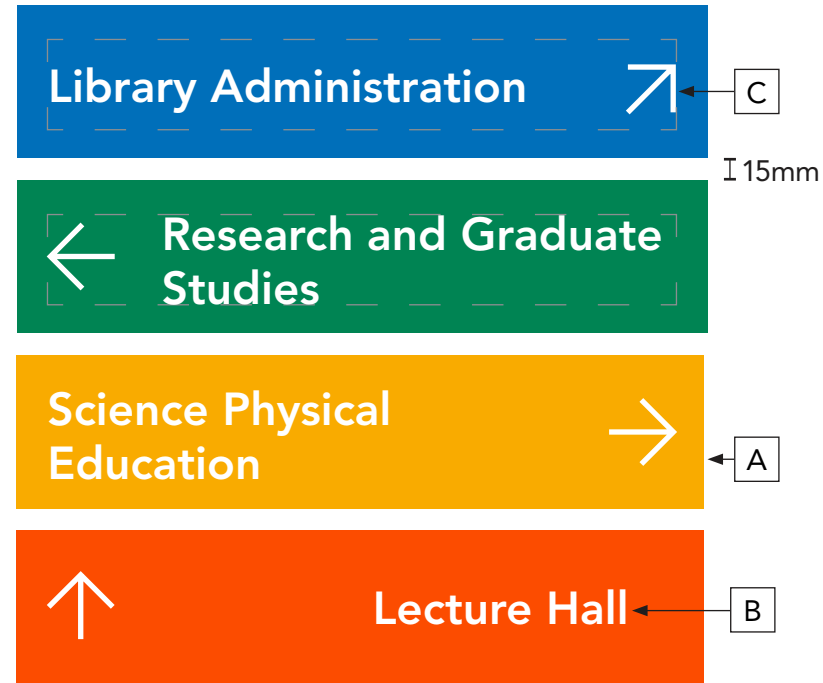 Library Administration
C
15mm
Research and Graduate
Studies
Science Physical
Education
A
Lecture Hall
B